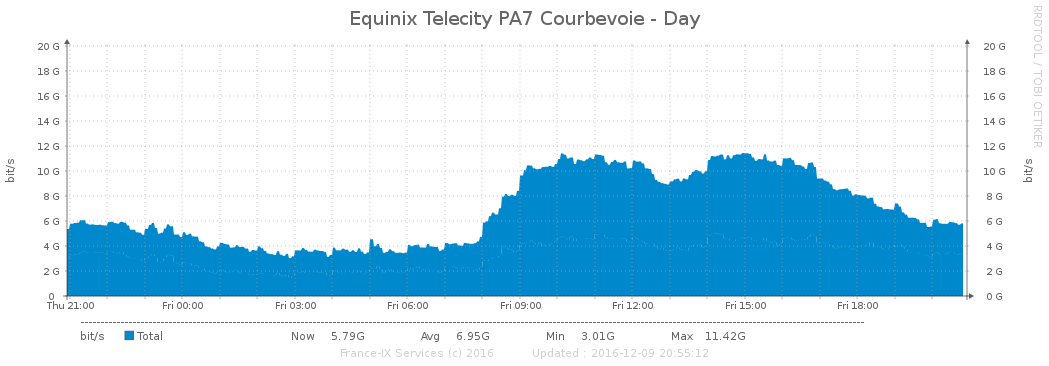 Equinix Telecity PA7 Courbevoie - Day
RRDTOOL / TOBI OETIKER
bit/s
20 G
18 G
16 G
14 G
12 G
10 G
8 G
6 G
4 G
2 G
0
20 G
18 G
16 G
14 G
12 G
10 G
8 G
6 G
4 G
2 G
0 G
bit/s
Thu 21:00 Fri 00:00 Fri 03:00 Fri 06:00 Fri 09:00 Fri 12:00 Fri 15:00 Fri 18:00
bit/s Total Now 5.79G Avg 6.95G Min 3.01G Max 11.42G
France-IX Services (c) 2016 Updated : 2016-12-09 20:55:12